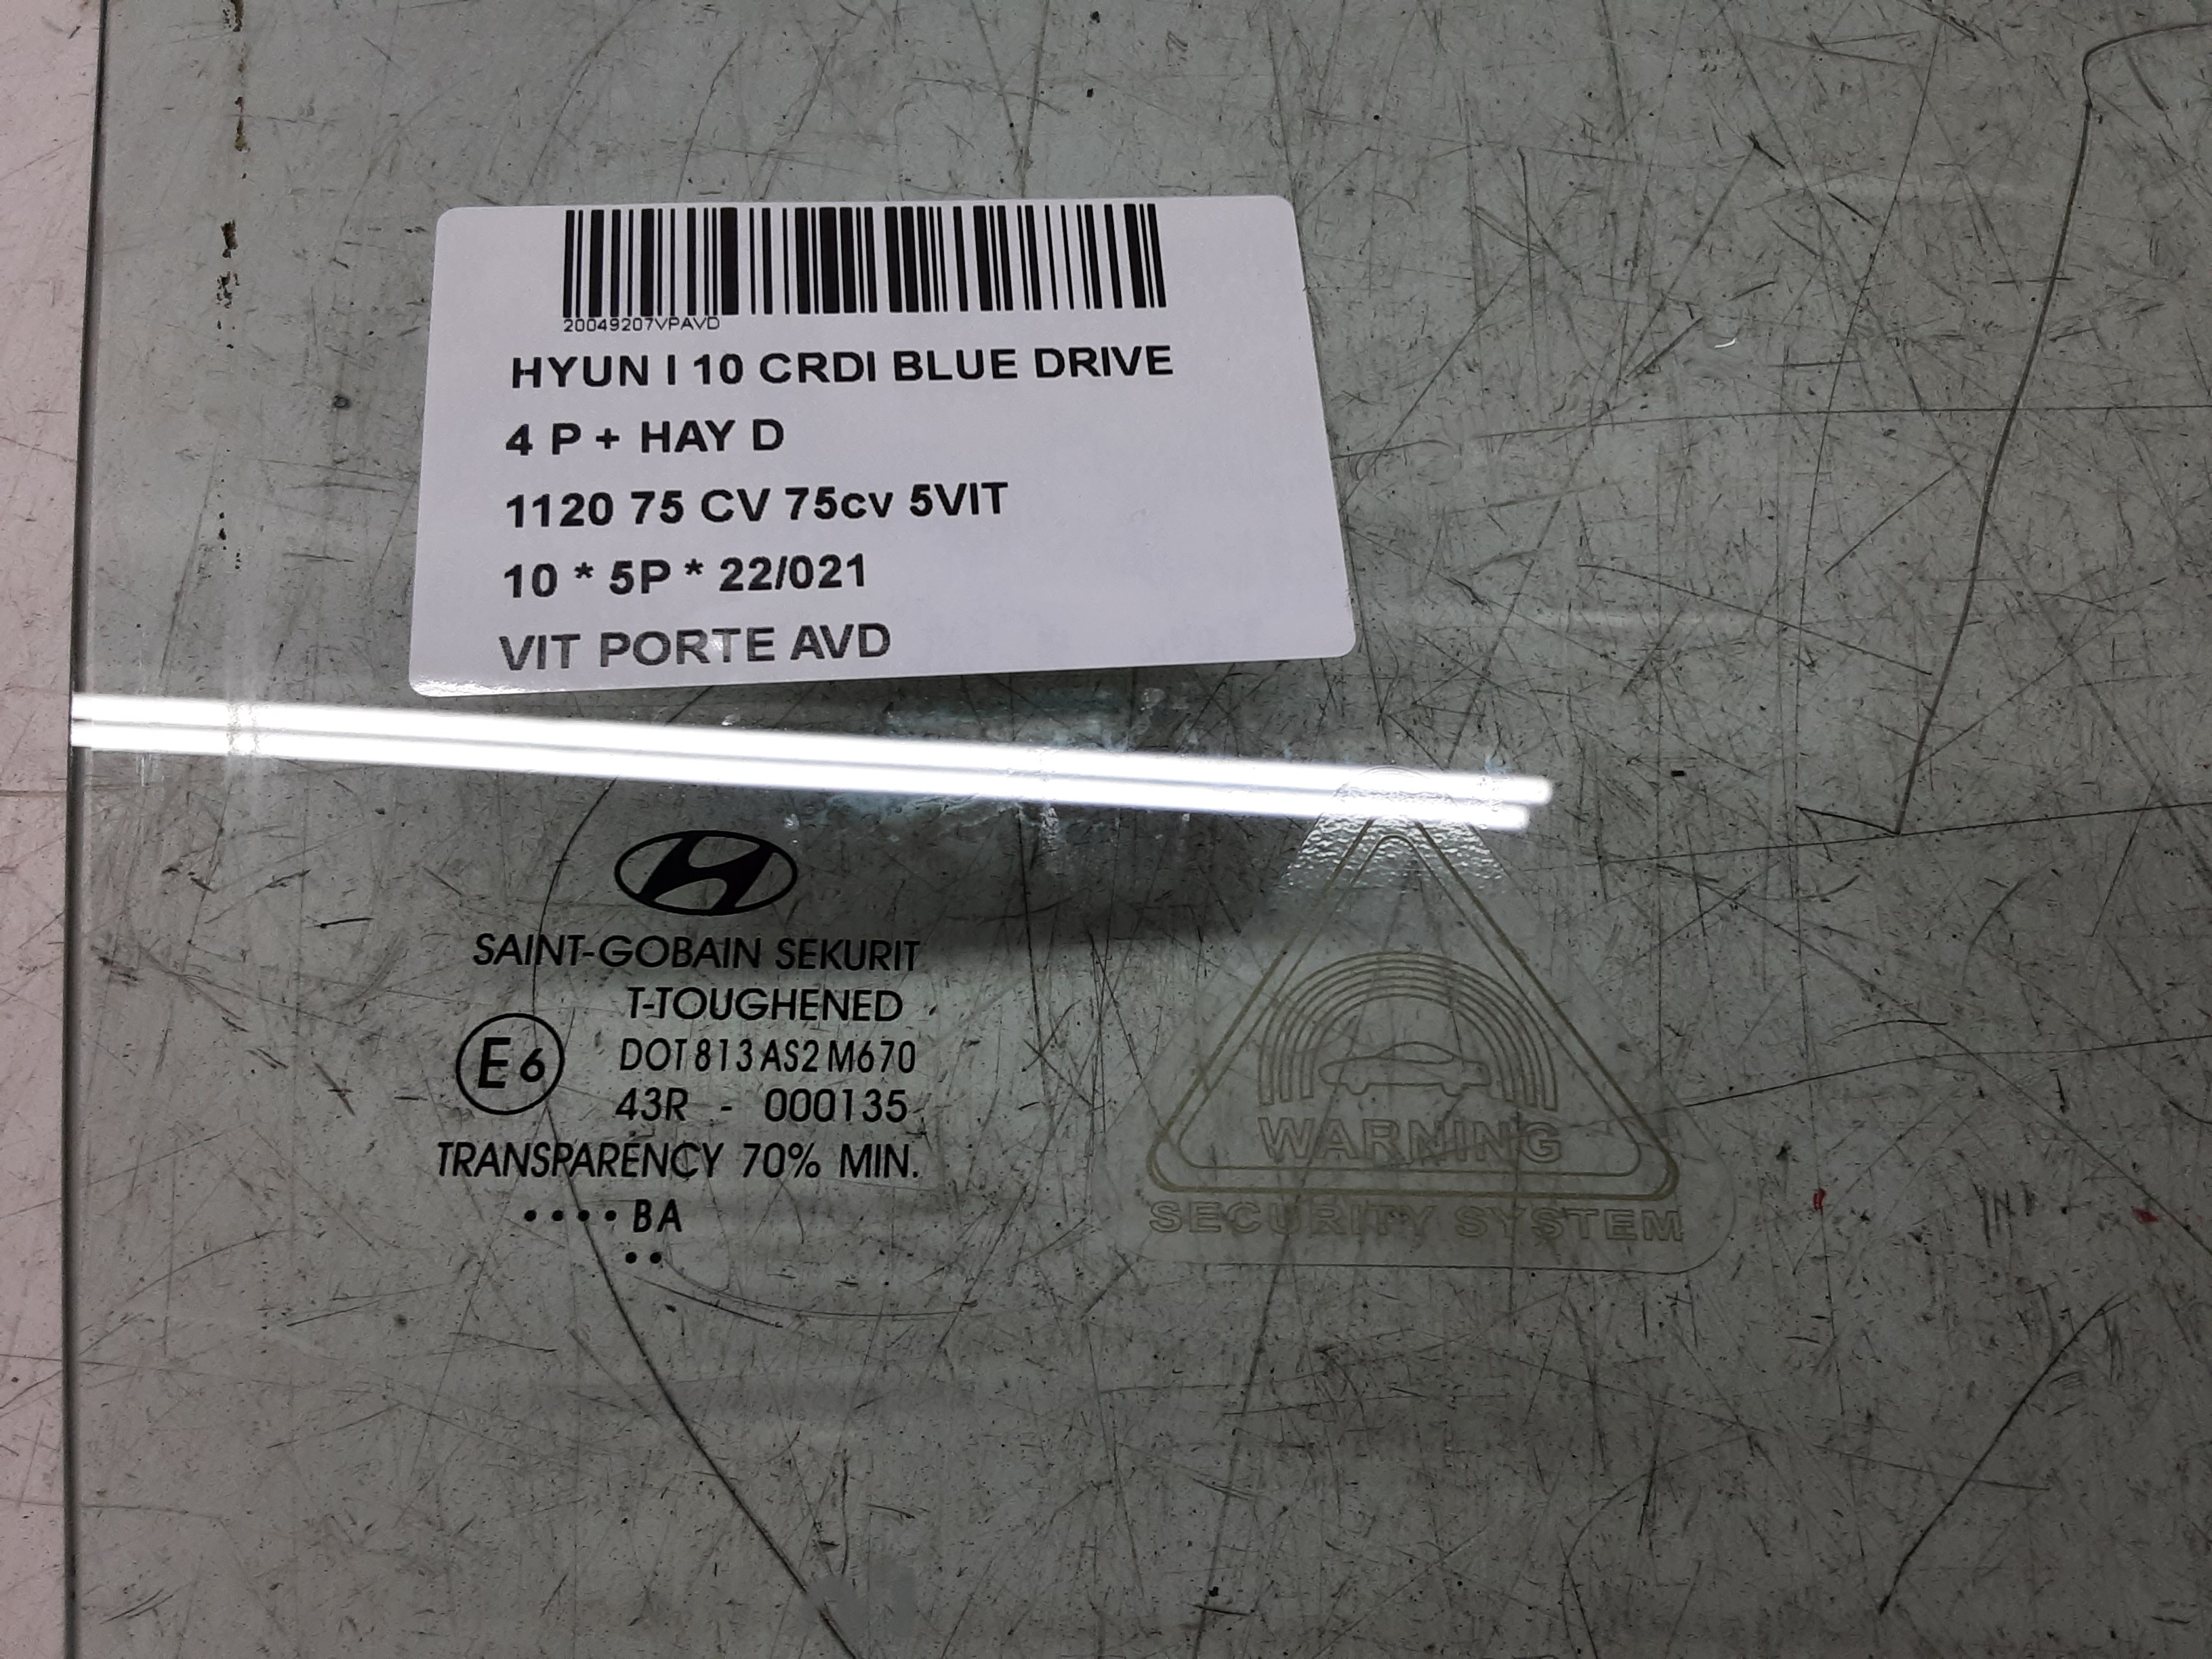 20049207VPAVD
HYUN I 10 CRDI BLUE DRIVE
4 P + HAY D
1120 75 CV 75cv 5VIT
10 * 5P * 22/021
VIT PORTE AVD
SAINT-GOBAIN SEKURIT
T-TOUGHENED
E6
DOT 813 AS2 M670
43R - 000135
TRANSPARENCY 70% MIN.
••••BA
••
WARNING
SECURITY SYSTEM